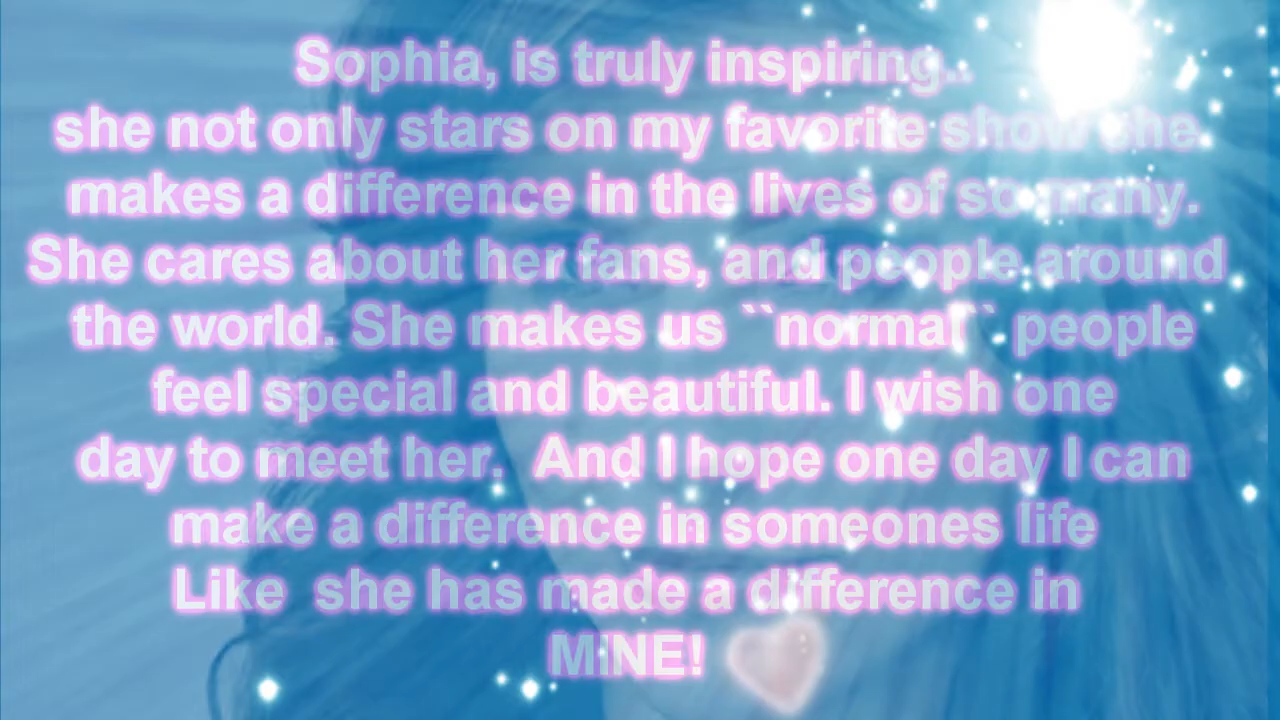 Sophia, is truly inspiring..
she not only stars on my favorite show she
makes a difference in the lives of so many.
She cares about her fans, and people around
the world. She makes us ``normal`` people
feel special and beautiful. I wish one
day to meet her.  And I hope one day I can
make a difference in someones life
Like  she has made a difference in
MINE!